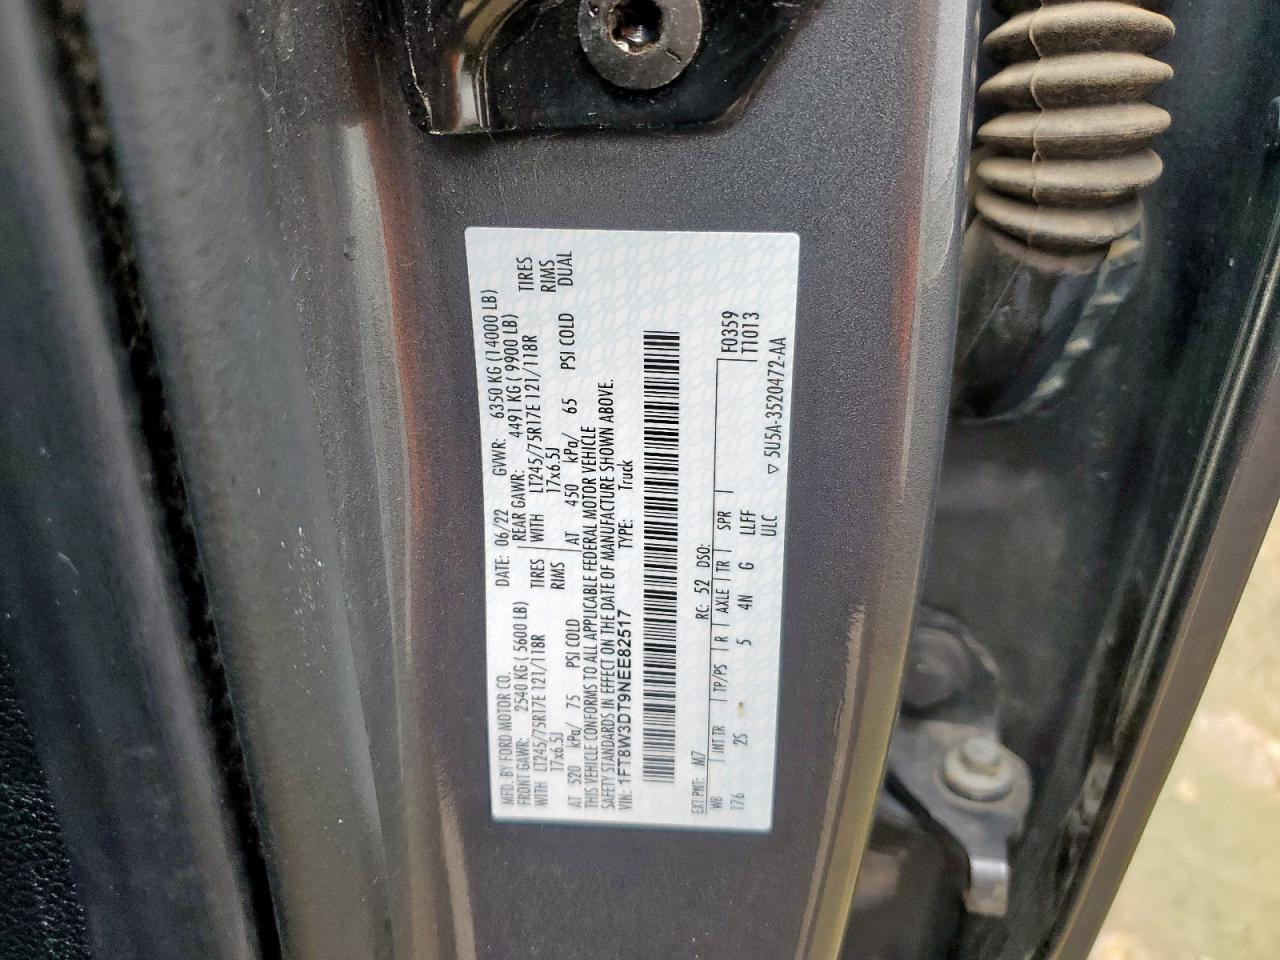 MFD. BY FORD MOTOR CO. DATE: 06/22 GVWR: 6350 KG (14000 LB)
FRONT GAWR: 2540 KG ( 5600 LB) REAR GAWR: 4491 KG ( 9900 LB)
WITH LT245/75R17E 121/118R TIRES WITH LT245/75R17E 121/118R TIRES
17x6.5J RIMS 17x6.5J RIMS
AT 520 kPa/ 75 PSI COLD AT 450 kPa/ 65 PSI COLD DUAL
THIS VEHICLE CONFORMS TO ALL APPLICABLE FEDERAL MOTOR VEHICLE
SAFETY STANDARDS IN EFFECT ON THE DATE OF MANUFACTURE SHOWN ABOVE.
VIN: 1FT8W3DT9NEE82517 TYPE: Truck
EXT PNT: M7 RC: 52 DSO:
WB INT TR TP/PS R AXLE TR SPR F0359
176 2S 5 4N G LLFF T1013
ULC ▽ 5U5A-3520472-AA